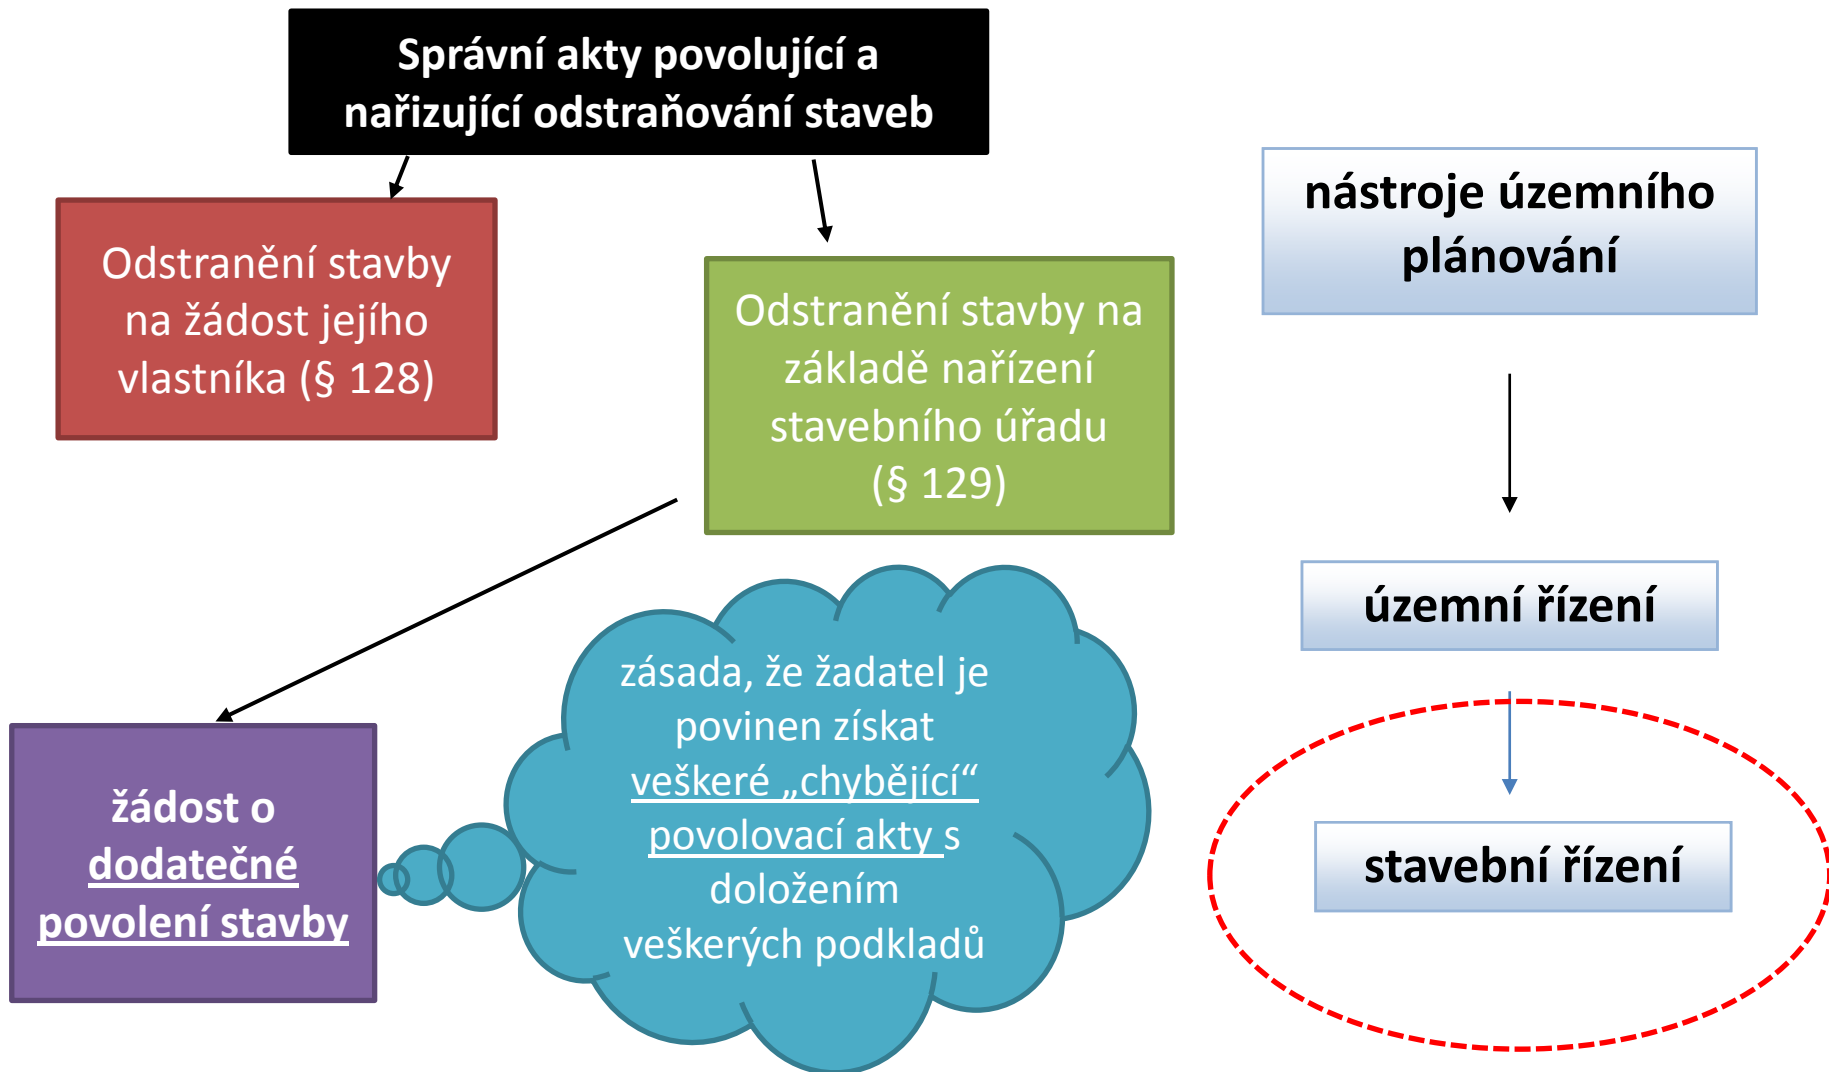 Správní akty povolující a
nařizující odstraňování staveb
Odstranění stavby
na žádost jejího
vlastníka (§ 128)
Odstranění stavby na
základě nařízení
stavebního úřadu
(§ 129)
žádost o
dodatečné
povolení stavby
zásada, že žadatel je
povinen získat
veškeré „chybějící“
povolovací akty s
doložením
veškerých podkladů
nástroje územního
plánování
územní řízení
stavební řízení